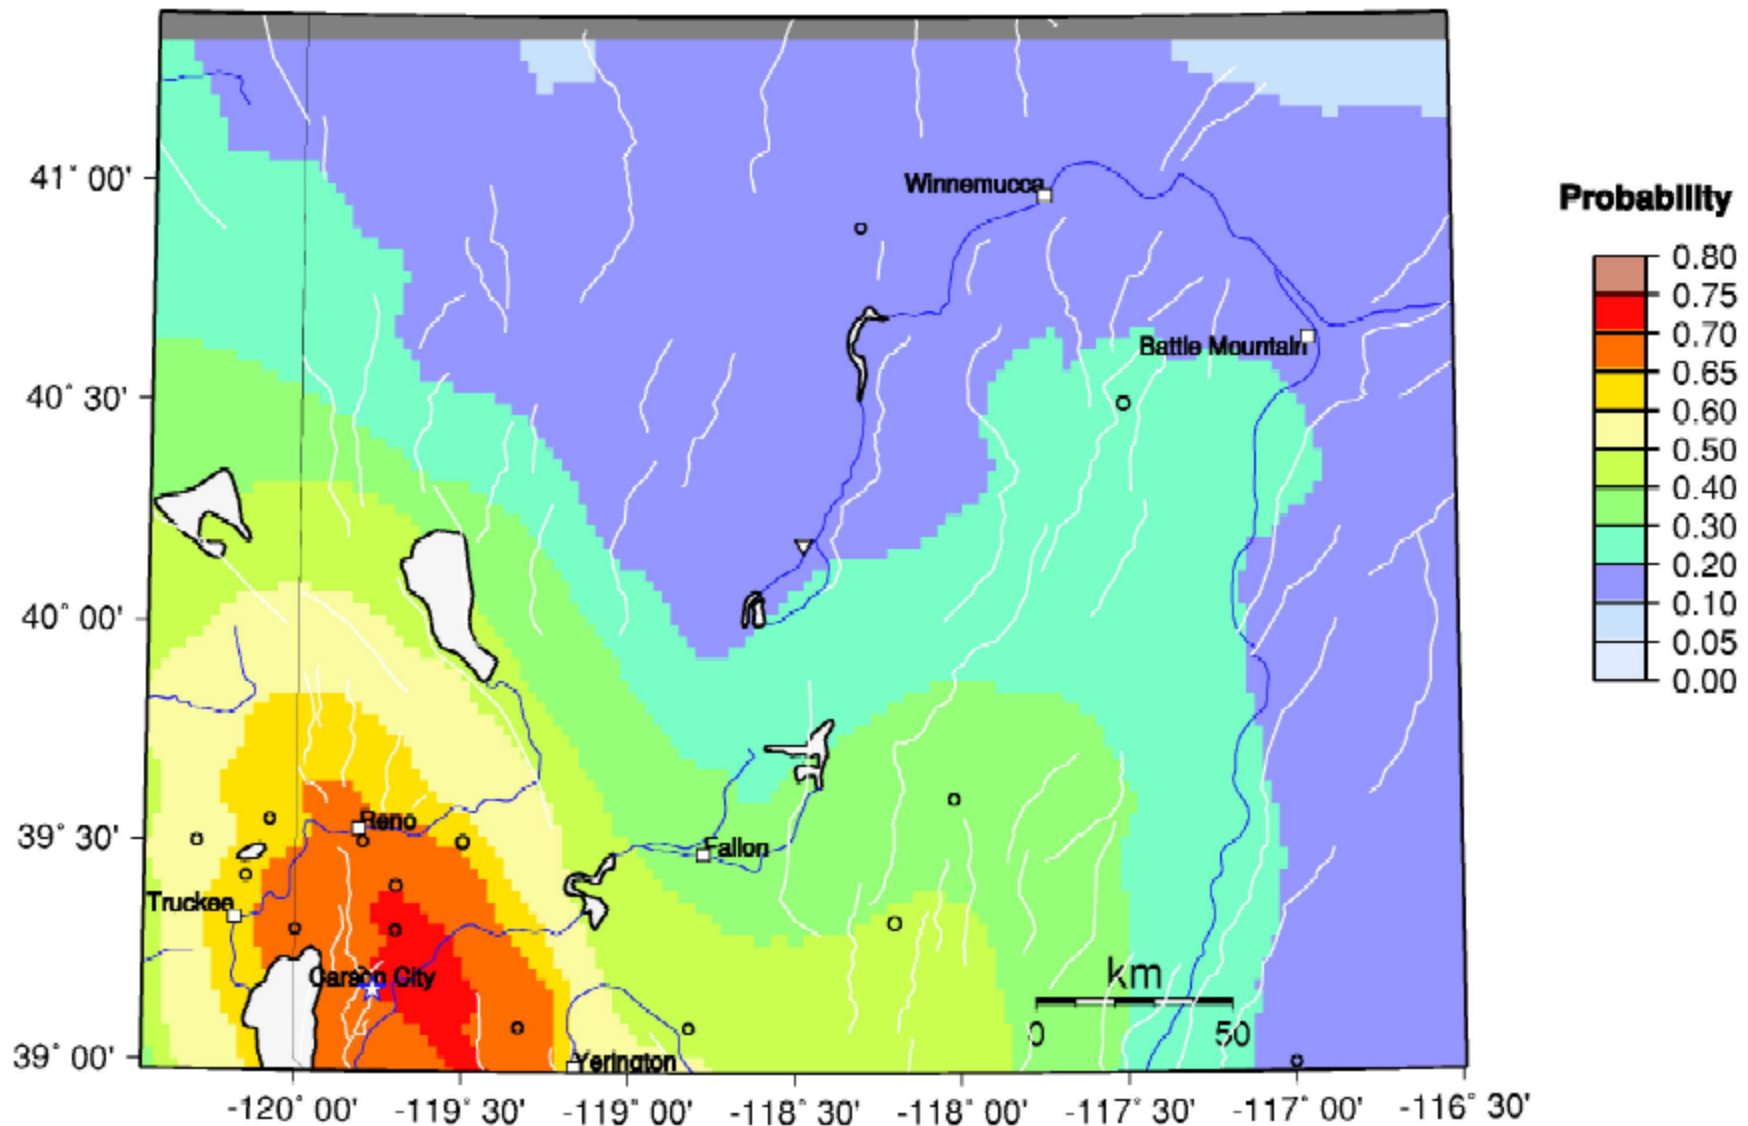 41° 00'
40° 30'
40° 00'
39° 30'
39° 00'
Winnemucca
Battle Mountain
Reno
Fallon
Truckee
Carson City
Yerington
km
0 50
-120° 00' -119° 30' -119° 00' -118° 30' -118° 00' -117° 30' -117° 00' -116° 30'
Probability
0.80
0.75
0.70
0.65
0.60
0.50
0.40
0.30
0.20
0.10
0.05
0.00